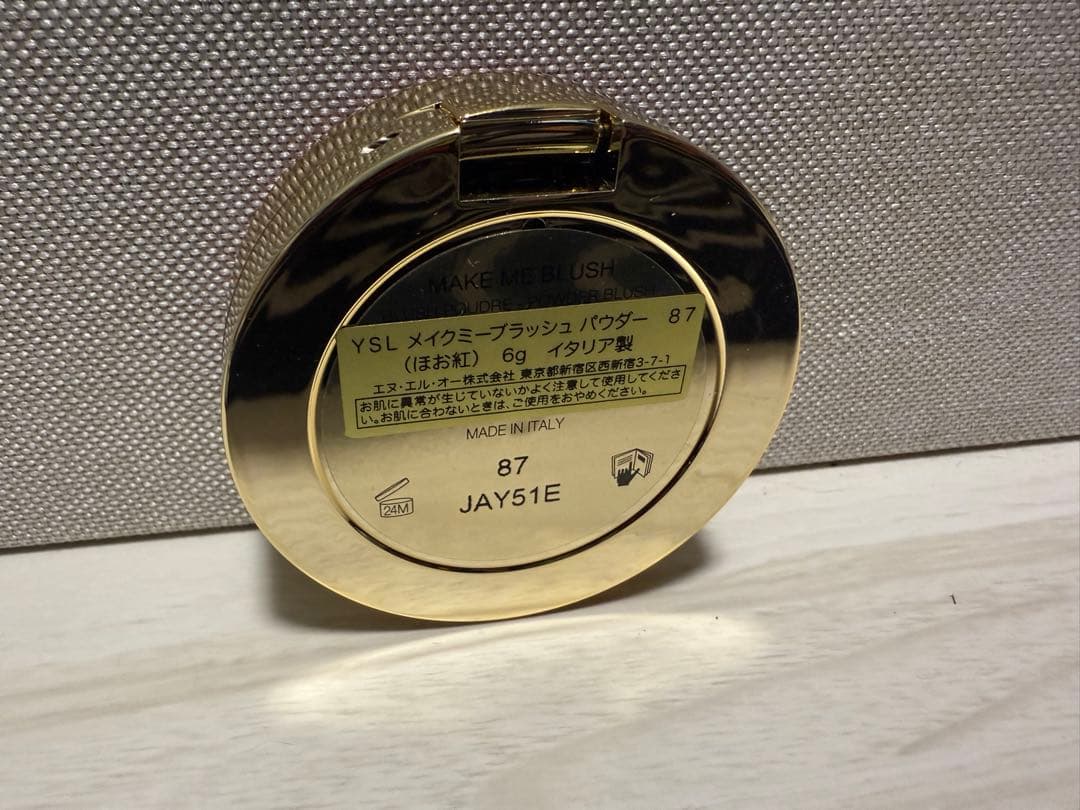 MAKE ME BLUSH
POUDRE - POWDER BLUSH
YSL メイクミーブラッシュ パウダー 87
(ほお紅) 6g イタリア製
エヌ・エル・オー株式会社 東京都新宿区西新宿3-7-1
お肌に異常が生じていないかよく注意して使用してくださ
い。お肌に合わないときは、ご使用をおやめください。
MADE IN ITALY
87
24M
JAY51E